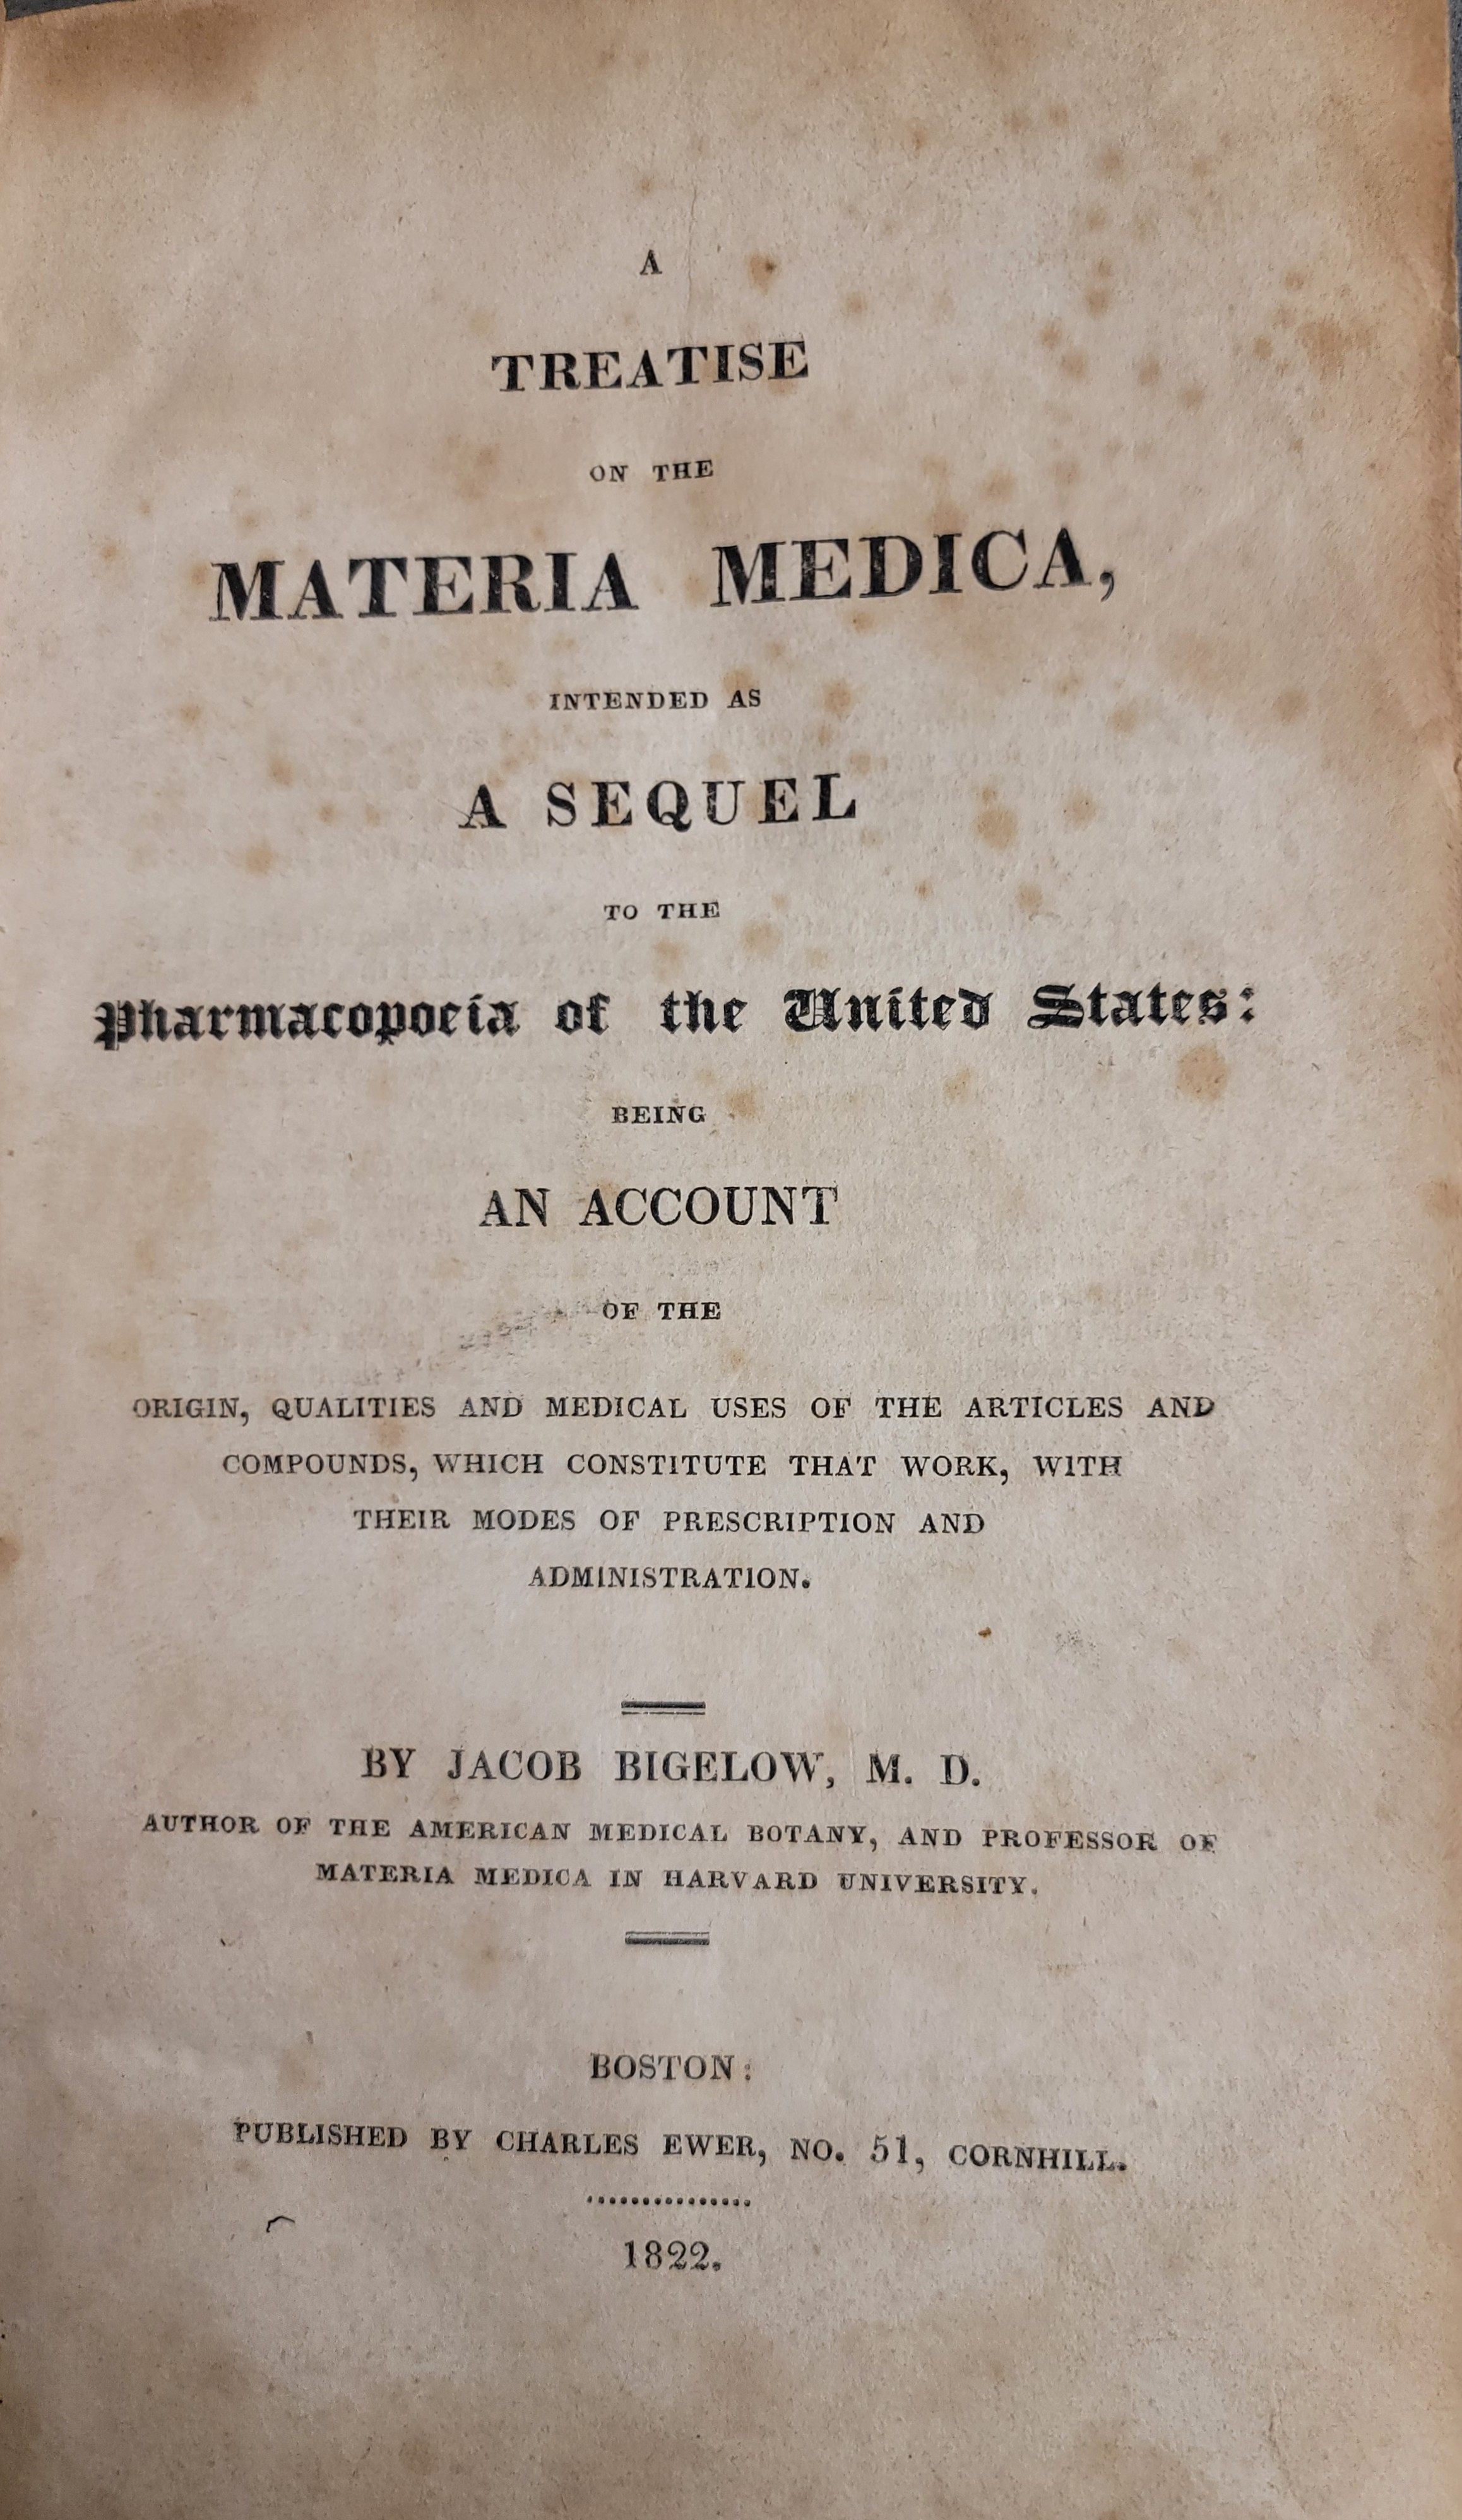 A
TREATISE
ON THE
MATERIA MEDICA,
INTENDED AS
A SEQUEL
TO THE
Pharmacopoeia of the United States:
BEING
AN ACCOUNT
OF THE
ORIGIN, QUALITIES AND MEDICAL USES OF THE ARTICLES AND
COMPOUNDS, WHICH CONSTITUTE THAT WORK, WITH
THEIR MODES OF PRESCRIPTION AND
ADMINISTRATION.
BY JACOB BIGELOW, M. D.
AUTHOR OF THE AMERICAN MEDICAL BOTANY, AND PROFESSOR OF
MATERIA MEDICA IN HARVARD UNIVERSITY.
BOSTON:
PUBLISHED BY CHARLES EWER, NO. 51, CORNHILL.
1822.